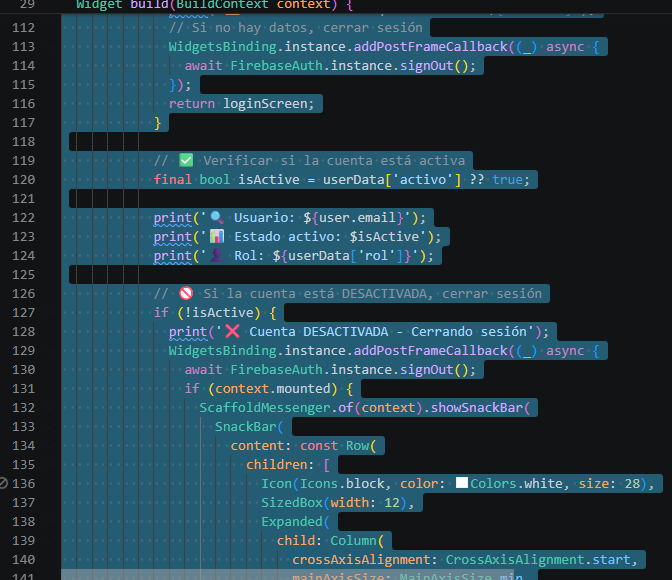 29 Widget build(BuildContext context) {
112 // Si no hay datos, cerrar sesión
113 WidgetsBinding.instance.addPostFrameCallback((_) async {
114 await FirebaseAuth.instance.signOut();
115 });
116 return loginScreen;
117 }
118
119 // ✅ Verificar si la cuenta está activa
120 final bool isActive = userData['activo'] ?? true;
121
122 print('🔍 Usuario: ${user.email}');
123 print('📊 Estado activo: $isActive');
124 print('👤 Rol: ${userData['rol']}');
125
126 // 🚫 Si la cuenta está DESACTIVADA, cerrar sesión
127 if (!isActive) {
128 print('❌ Cuenta DESACTIVADA - Cerrando sesión');
129 WidgetsBinding.instance.addPostFrameCallback((_) async {
130 await FirebaseAuth.instance.signOut();
131 if (context.mounted) {
132 ScaffoldMessenger.of(context).showSnackBar(
133 SnackBar(
134 content: const Row(
135 children: [
136 Icon(Icons.block, color: Colors.white, size: 28),
137 SizedBox(width: 12),
138 Expanded(
139 child: Column(
140 crossAxisAlignment: CrossAxisAlignment.start,
141 mainAxisSize: MainAxisSize.min